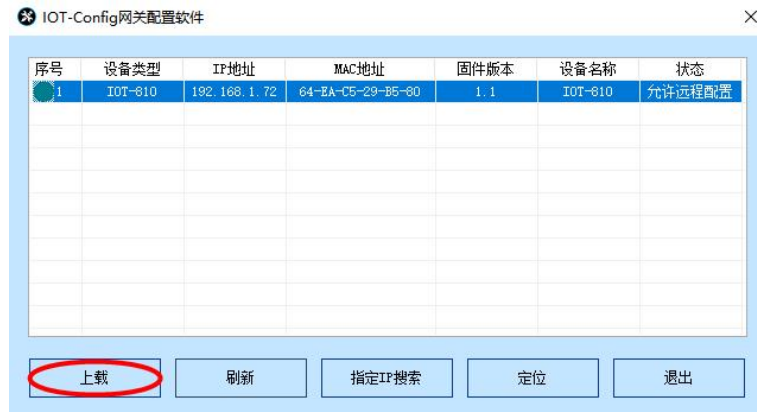 IOT-Config网关配置软件
序号 设备类型 IP地址 MAC地址 固件版本 设备名称 状态
1 IOT-810 192.168.1.72 64-EA-C5-29-B5-80 1.1 IOT-810 允许远程配置
上载 刷新 指定IP搜索 定位 退出